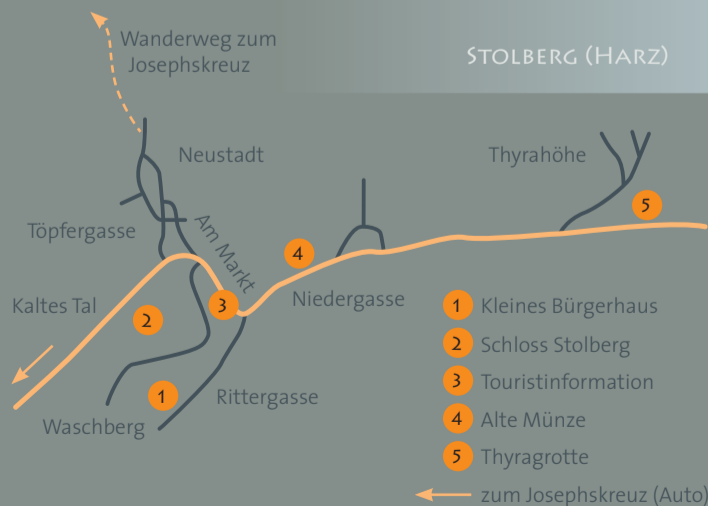 Wanderweg zum
Josephskreuz
STOLBERG (HARZ)
Neustadt
Thyrahöhe
5
Töpfergasse
Am Markt
4
Kaltes Tal
3
Niedergasse
2
1 Kleines Bürgerhaus
2 Schloss Stolberg
3 Touristinformation
1
Rittergasse
Waschberg
4 Alte Münze
5 Thyragrotte
zum Josephskreuz (Auto)